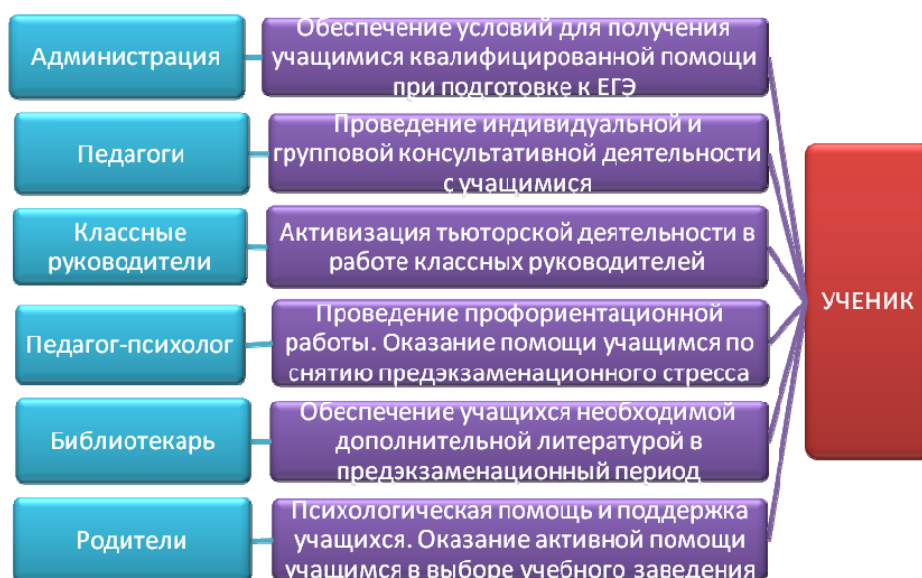 Администрация
Обеспечение условий для получения
учащимися квалифицированной помощи
при подготовке к ЕГЭ
Педагоги
Проведение индивидуальной и
групповой консультативной деятельности
с учащимися
Классные
руководители
Активизация тьюторской деятельности в
работе классных руководителей
Педагог-психолог
Проведение профориентационной
работы. Оказание помощи учащимся по
снятию предэкзаменационного стресса
Библиотекарь
Обеспечение учащихся необходимой
дополнительной литературой в
предэкзаменационный период
Родители
Психологическая помощь и поддержка
учащихся. Оказание активной помощи
учащимся в выборе учебного заведения
УЧЕНИК